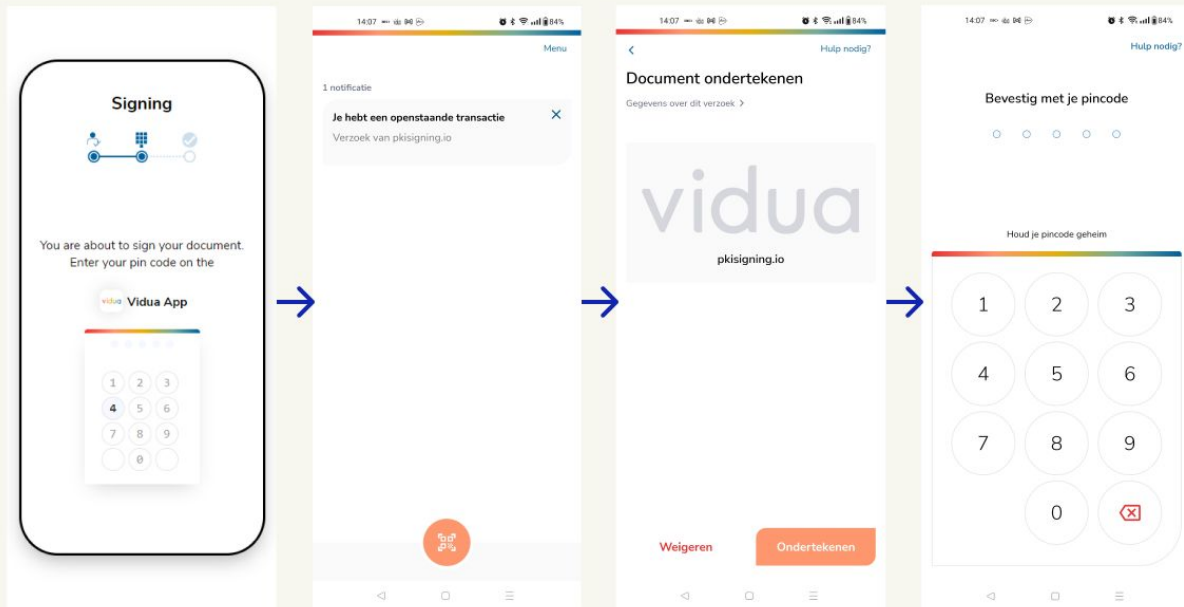 Signing
You are about to sign your document.
Enter your pin code on the
vidua Vidua App
1 2 3
4 5 6
7 8 9
0
14:07 84%
Menu
1 notificatie
Je hebt een openstaande transactie
Verzoek van pkisigning.io
14:07 84%
Hulp nodig?
Document ondertekenen
Gegevens over dit verzoek >
vidua
pkisigning.io
Weigeren Ondertekenen
14:07 84%
Hulp nodig?
Bevestig met je pincode
Houd je pincode geheim
1 2 3
4 5 6
7 8 9
0